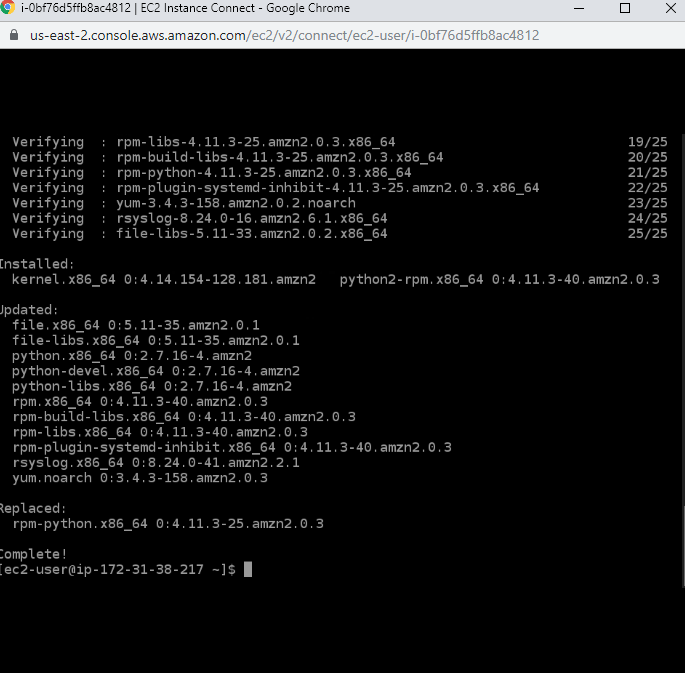 i-0bf76d5ffb8ac4812 | EC2 Instance Connect - Google Chrome
us-east-2.console.aws.amazon.com/ec2/v2/connect/ec2-user/i-0bf76d5ffb8ac4812
Verifying : rpm-libs-4.11.3-25.amzn2.0.3.x86_64 19/25
Verifying : rpm-build-libs-4.11.3-25.amzn2.0.3.x86_64 20/25
Verifying : rpm-python-4.11.3-25.amzn2.0.3.x86_64 21/25
Verifying : rpm-plugin-systemd-inhibit-4.11.3-25.amzn2.0.3.x86_64 22/25
Verifying : yum-3.4.3-158.amzn2.0.2.noarch 23/25
Verifying : rsyslog-8.24.0-16.amzn2.6.1.x86_64 24/25
Verifying : file-libs-5.11-33.amzn2.0.2.x86_64 25/25
Installed:
kernel.x86_64 0:4.14.154-128.181.amzn2 python2-rpm.x86_64 0:4.11.3-40.amzn2.0.3
Updated:
file.x86_64 0:5.11-35.amzn2.0.1
file-libs.x86_64 0:5.11-35.amzn2.0.1
python.x86_64 0:2.7.16-4.amzn2
python-devel.x86_64 0:2.7.16-4.amzn2
python-libs.x86_64 0:2.7.16-4.amzn2
rpm.x86_64 0:4.11.3-40.amzn2.0.3
rpm-build-libs.x86_64 0:4.11.3-40.amzn2.0.3
rpm-libs.x86_64 0:4.11.3-40.amzn2.0.3
rpm-plugin-systemd-inhibit.x86_64 0:4.11.3-40.amzn2.0.3
rsyslog.x86_64 0:8.24.0-41.amzn2.2.1
yum.noarch 0:3.4.3-158.amzn2.0.3
Replaced:
rpm-python.x86_64 0:4.11.3-25.amzn2.0.3
Complete!
[ec2-user@ip-172-31-38-217 ~]$